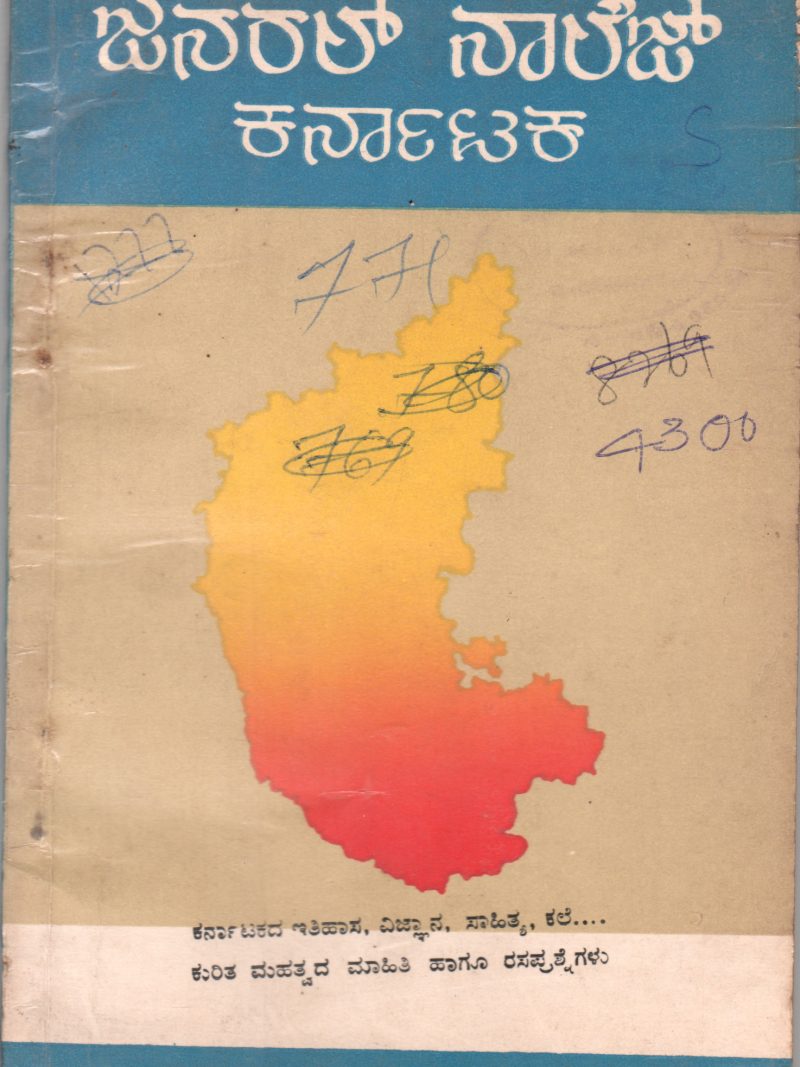 ಜನರಲ್ ನಾಲೆಜ್
ಕರ್ನಾಟಕ
771
4300
ಕರ್ನಾಟಕದ ಇತಿಹಾಸ, ವಿಜ್ಞಾನ, ಸಾಹಿತ್ಯ, ಕಲೆ....
ಕುರಿತ ಮಹತ್ವದ ಮಾಹಿತಿ ಹಾಗೂ ರಸಪ್ರಶ್ನೆಗಳು